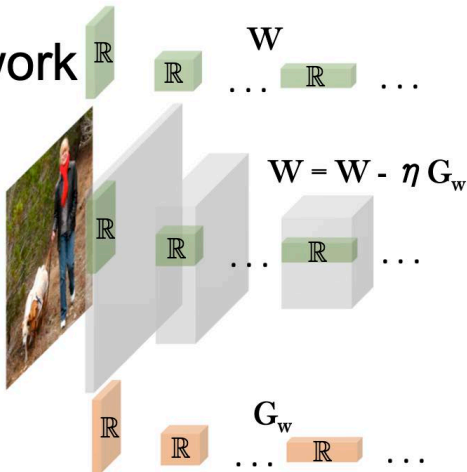 work
ℝ ℝ ... ℝ ...
W
W = W - η G_w
ℝ ℝ ... ℝ ...
G_w
ℝ ℝ ... ℝ ...